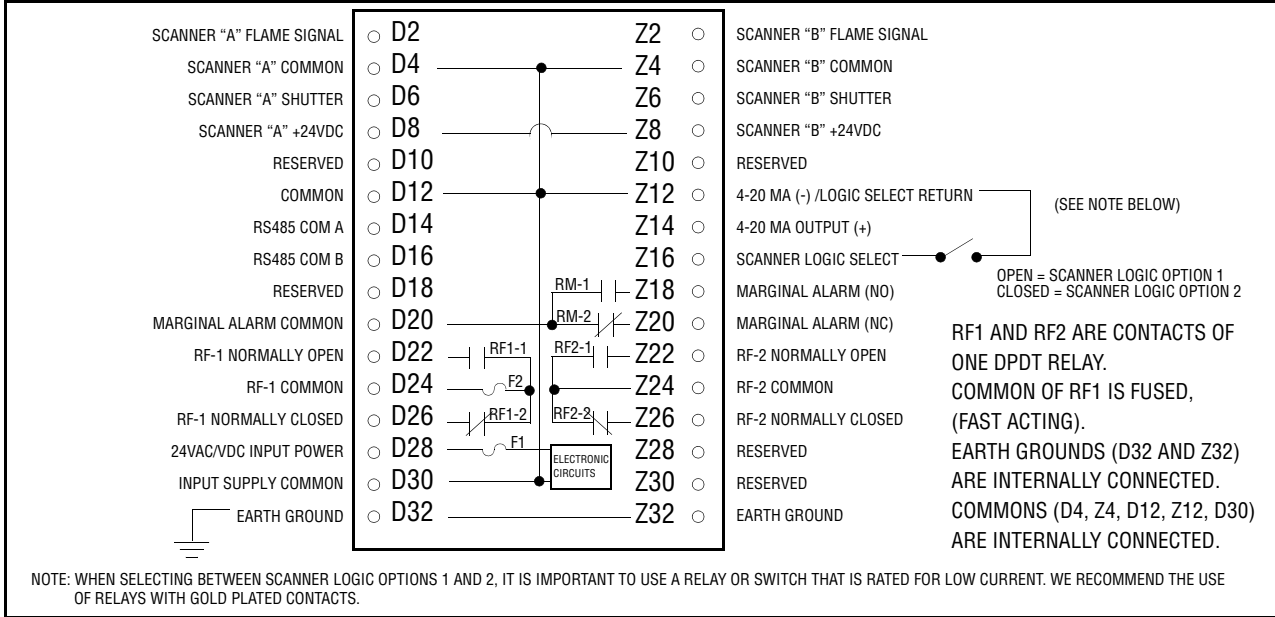 SCANNER “A” FLAME SIGNAL D2 Z2 SCANNER “B” FLAME SIGNAL
SCANNER “A” COMMON D4 Z4 SCANNER “B” COMMON
SCANNER “A” SHUTTER D6 Z6 SCANNER “B” SHUTTER
SCANNER “A” +24VDC D8 Z8 SCANNER “B” +24VDC
RESERVED D10 Z10 RESERVED
COMMON D12 Z12 4-20 MA (-) /LOGIC SELECT RETURN
(SEE NOTE BELOW)
RS485 COM A D14 Z14 4-20 MA OUTPUT (+)
RS485 COM B D16 Z16 SCANNER LOGIC SELECT
OPEN = SCANNER LOGIC OPTION 1
CLOSED = SCANNER LOGIC OPTION 2
RESERVED D18 RM-1 Z18 MARGINAL ALARM (NO)
MARGINAL ALARM COMMON D20 RM-2 Z20 MARGINAL ALARM (NC)
RF-1 NORMALLY OPEN D22 RF1-1 RF2-1 Z22 RF-2 NORMALLY OPEN
RF-1 COMMON D24 F2 Z24 RF-2 COMMON
RF-1 NORMALLY CLOSED D26 RF1-2 RF2-2 Z26 RF-2 NORMALLY CLOSED
24VAC/VDC INPUT POWER D28 F1 Z28 RESERVED
ELECTRONIC
CIRCUITS
INPUT SUPPLY COMMON D30 Z30 RESERVED
EARTH GROUND D32 Z32 EARTH GROUND
RF1 AND RF2 ARE CONTACTS OF
ONE DPDT RELAY.
COMMON OF RF1 IS FUSED,
(FAST ACTING).
EARTH GROUNDS (D32 AND Z32)
ARE INTERNALLY CONNECTED.
COMMONS (D4, Z4, D12, Z12, D30)
ARE INTERNALLY CONNECTED.
NOTE: WHEN SELECTING BETWEEN SCANNER LOGIC OPTIONS 1 AND 2, IT IS IMPORTANT TO USE A RELAY OR SWITCH THAT IS RATED FOR LOW CURRENT. WE RECOMMEND THE USE
OF RELAYS WITH GOLD PLATED CONTACTS.